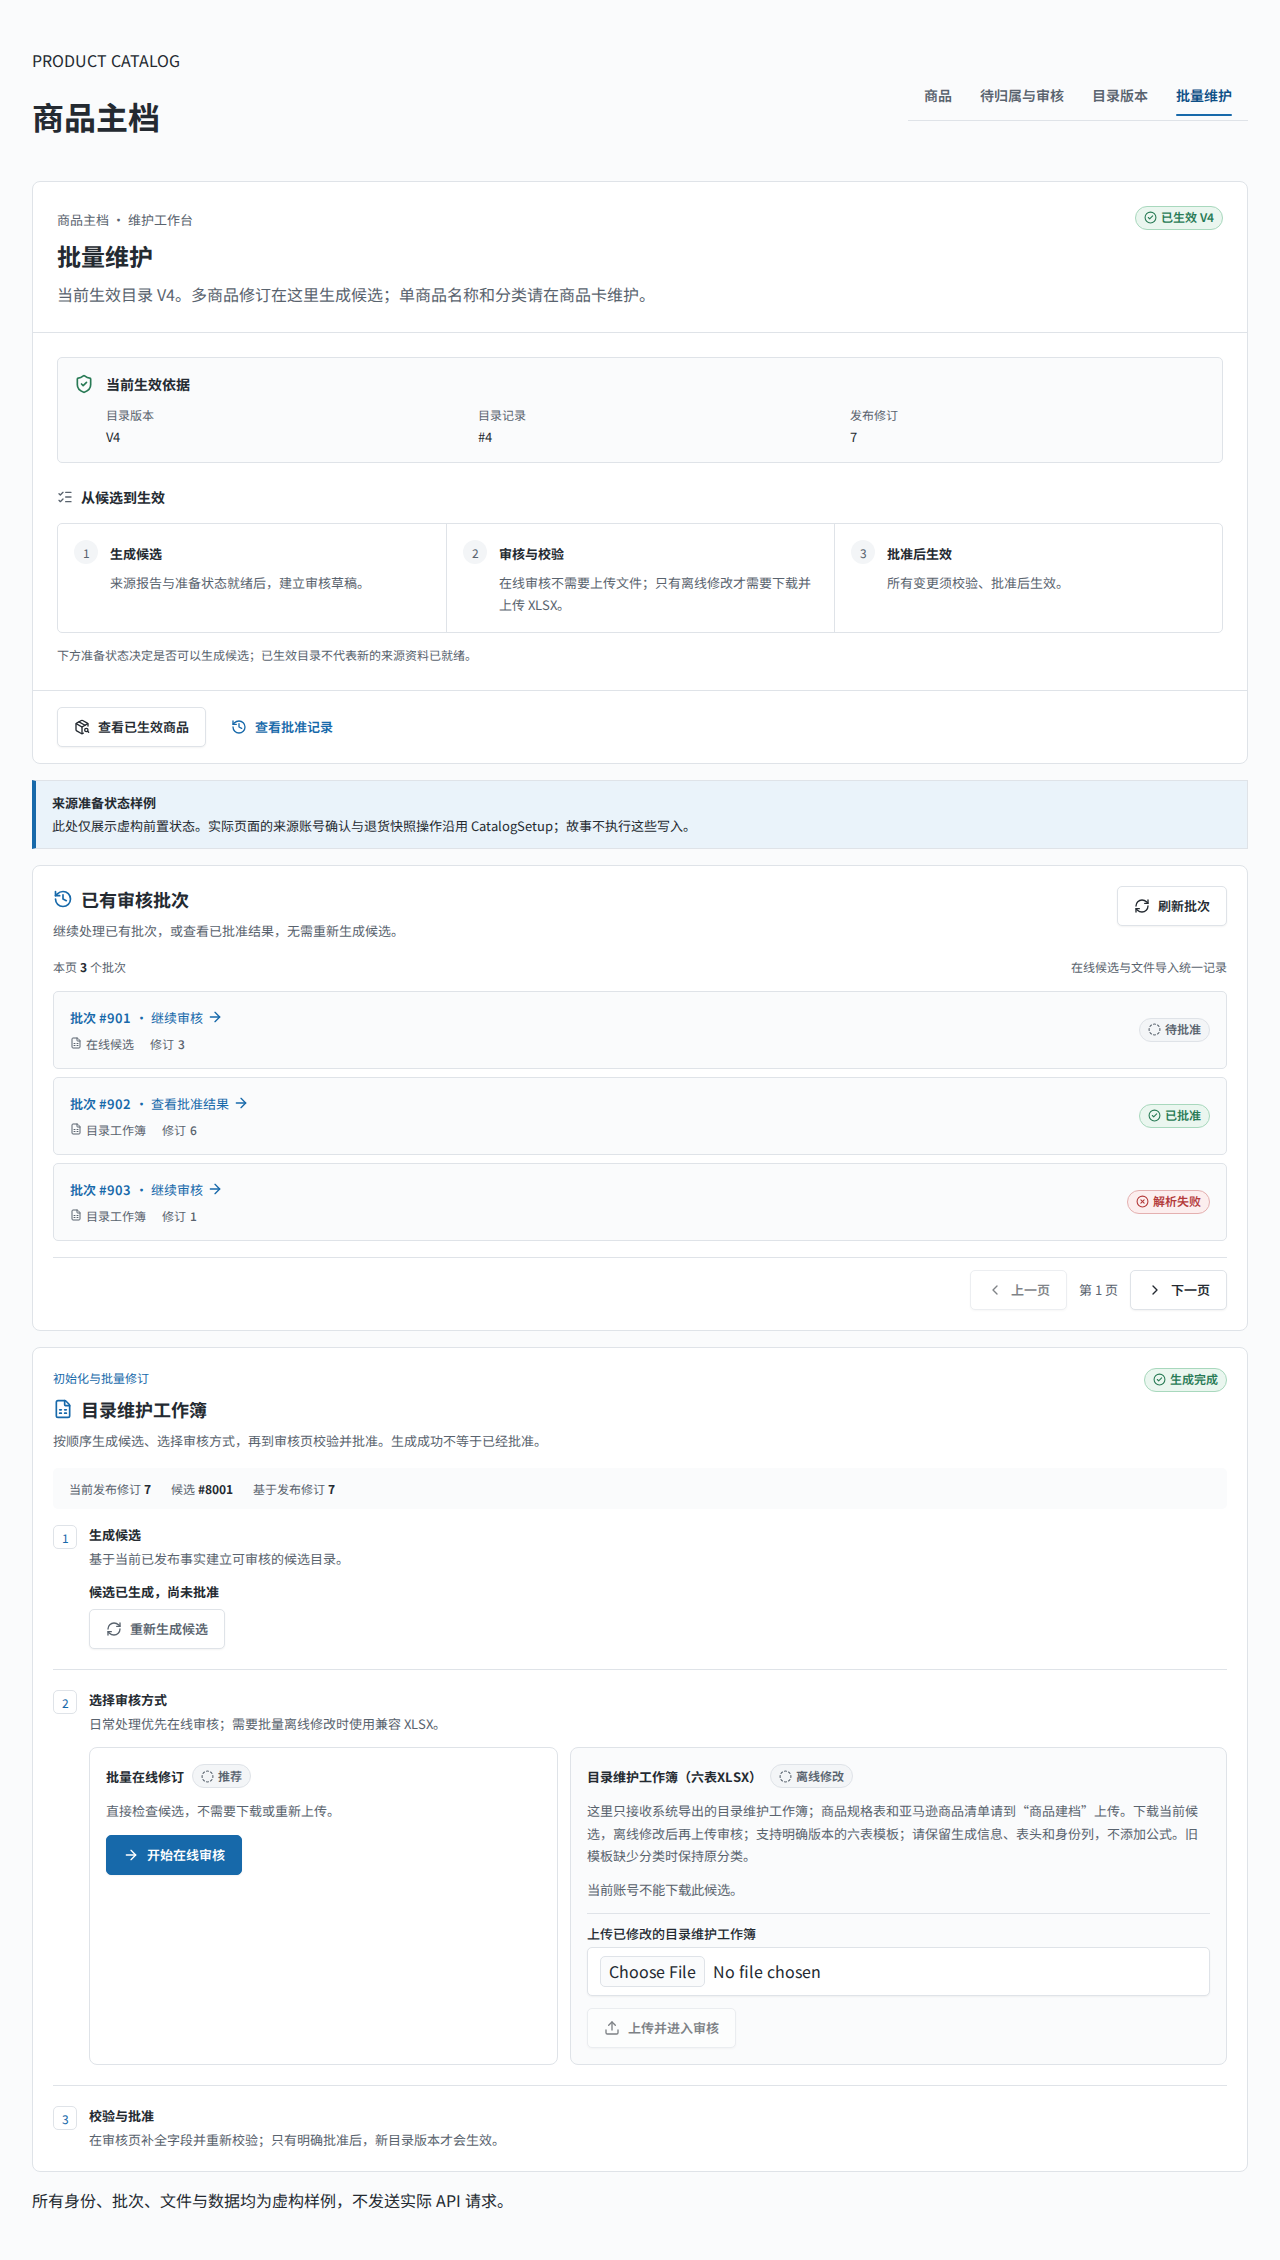 PRODUCT CATALOG
商品主档
商品 待归属与审核 目录版本 批量维护
商品主档 · 维护工作台
已生效 V4
批量维护
当前生效目录 V4。多商品修订在这里生成候选；单商品名称和分类请在商品卡维护。
当前生效依据
目录版本 目录记录 发布修订
V4 #4 7
从候选到生效
1 生成候选
来源报告与准备状态就绪后，建立审核草稿。
2 审核与校验
在线审核不需要上传文件；只有离线修改才需要下载并
上传 XLSX。
3 批准后生效
所有变更须校验、批准后生效。
下方准备状态决定是否可以生成候选；已生效目录不代表新的来源资料已就绪。
查看已生效商品 查看批准记录
来源准备状态样例
此处仅展示虚构前置状态。实际页面的来源账号确认与退货快照操作沿用 CatalogSetup；故事不执行这些写入。
已有审核批次
刷新批次
继续处理已有批次，或查看已批准结果，无需重新生成候选。
本页 3 个批次 在线候选与文件导入统一记录
批次 #901 · 继续审核
在线候选 修订 3
待批准
批次 #902 · 查看批准结果
目录工作簿 修订 6
已批准
批次 #903 · 继续审核
目录工作簿 修订 1
解析失败
上一页 第 1 页 下一页
初始化与批量修订
生成完成
目录维护工作簿
按顺序生成候选、选择审核方式，再到审核页校验并批准。生成成功不等于已经批准。
当前发布修订 7 候选 #8001 基于发布修订 7
1 生成候选
基于当前已发布事实建立可审核的候选目录。
候选已生成，尚未批准
重新生成候选
2 选择审核方式
日常处理优先在线审核；需要批量离线修改时使用兼容 XLSX。
批量在线修订 推荐
直接检查候选，不需要下载或重新上传。
开始在线审核
目录维护工作簿（六表XLSX） 离线修改
这里只接收系统导出的目录维护工作簿；商品规格表和亚马逊商品清单请到“商品建档”上传。下载当前候
选，离线修改后再上传审核；支持明确版本的六表模板；请保留生成信息、表头和身份列，不添加公式。旧
模板缺少分类时保持原分类。
当前账号不能下载此候选。
上传已修改的目录维护工作簿
Choose File No file chosen
上传并进入审核
3 校验与批准
在审核页补全字段并重新校验；只有明确批准后，新目录版本才会生效。
所有身份、批次、文件与数据均为虚构样例，不发送实际 API 请求。